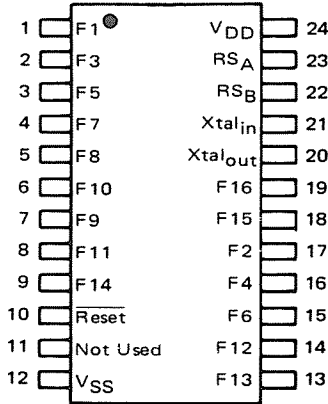 1 F1 VDD 24
2 F3 RSA 23
3 F5 RSB 22
4 F7 Xtalin 21
5 F8 Xtalout 20
6 F10 F16 19
7 F9 F15 18
8 F11 F2 17
9 F14 F4 16
10 Reset F6 15
11 Not Used F12 14
12 VSS F13 13